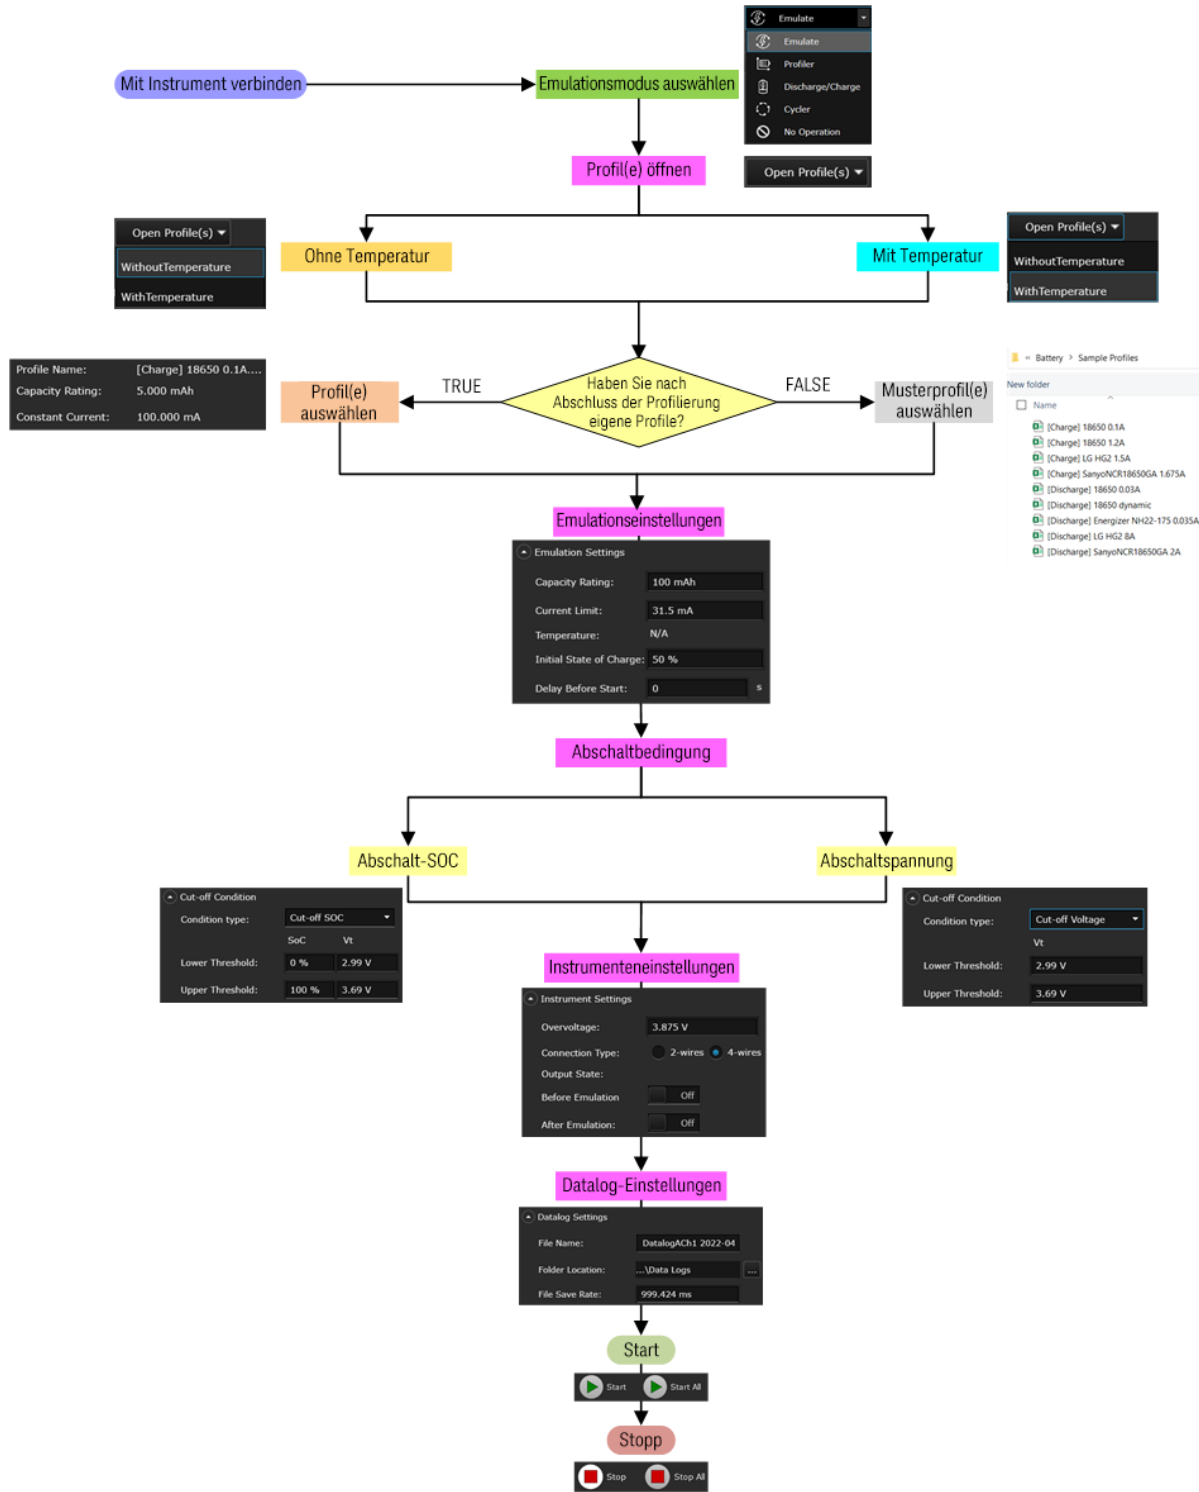 Emulate
Emulate
Profiler
Discharge/Charge
Cycler
No Operation
Mit Instrument verbinden
Emulationsmodus auswählen
Profil(e) öffnen
Open Profile(s)
Open Profile(s)
WithoutTemperature
WithTemperature
Ohne Temperatur
Mit Temperatur
Open Profile(s)
WithoutTemperature
WithTemperature
Profile Name: [Charge] 18650 0.1A....
Capacity Rating: 5.000 mAh
Constant Current: 100.000 mA
Profil(e)
auswählen
TRUE
Haben Sie nach
Abschluss der Profilierung
eigene Profile?
FALSE
Musterprofil(e)
auswählen
« Battery > Sample Profiles
New folder
Name
[Charge] 18650 0.1A
[Charge] 18650 1.2A
[Charge] LG HG2 1.5A
[Charge] SanyoNCR18650GA 1.675A
[Discharge] 18650 0.03A
[Discharge] 18650 dynamic
[Discharge] Energizer NH22-175 0.035A
[Discharge] LG HG2 8A
[Discharge] SanyoNCR18650GA 2A
Emulationseinstellungen
Emulation Settings
Capacity Rating: 100 mAh
Current Limit: 31.5 mA
Temperature: N/A
Initial State of Charge: 50 %
Delay Before Start: 0 s
Abschaltbedingung
Abschalt-SOC
Abschaltspannung
Cut-off Condition
Condition type: Cut-off SOC
SoC Vt
Lower Threshold: 0 % 2.99 V
Upper Threshold: 100 % 3.69 V
Cut-off Condition
Condition type: Cut-off Voltage
Vt
Lower Threshold: 2.99 V
Upper Threshold: 3.69 V
Instrumenteneinstellungen
Instrument Settings
Overvoltage: 3.875 V
Connection Type: 2-wires 4-wires
Output State:
Before Emulation Off
After Emulation: Off
Datalog-Einstellungen
Datalog Settings
File Name: DatalogACh1 2022-04
Folder Location: ...\Data Logs ...
File Save Rate: 999.424 ms
Start
Start Start All
Stopp
Stop Stop All